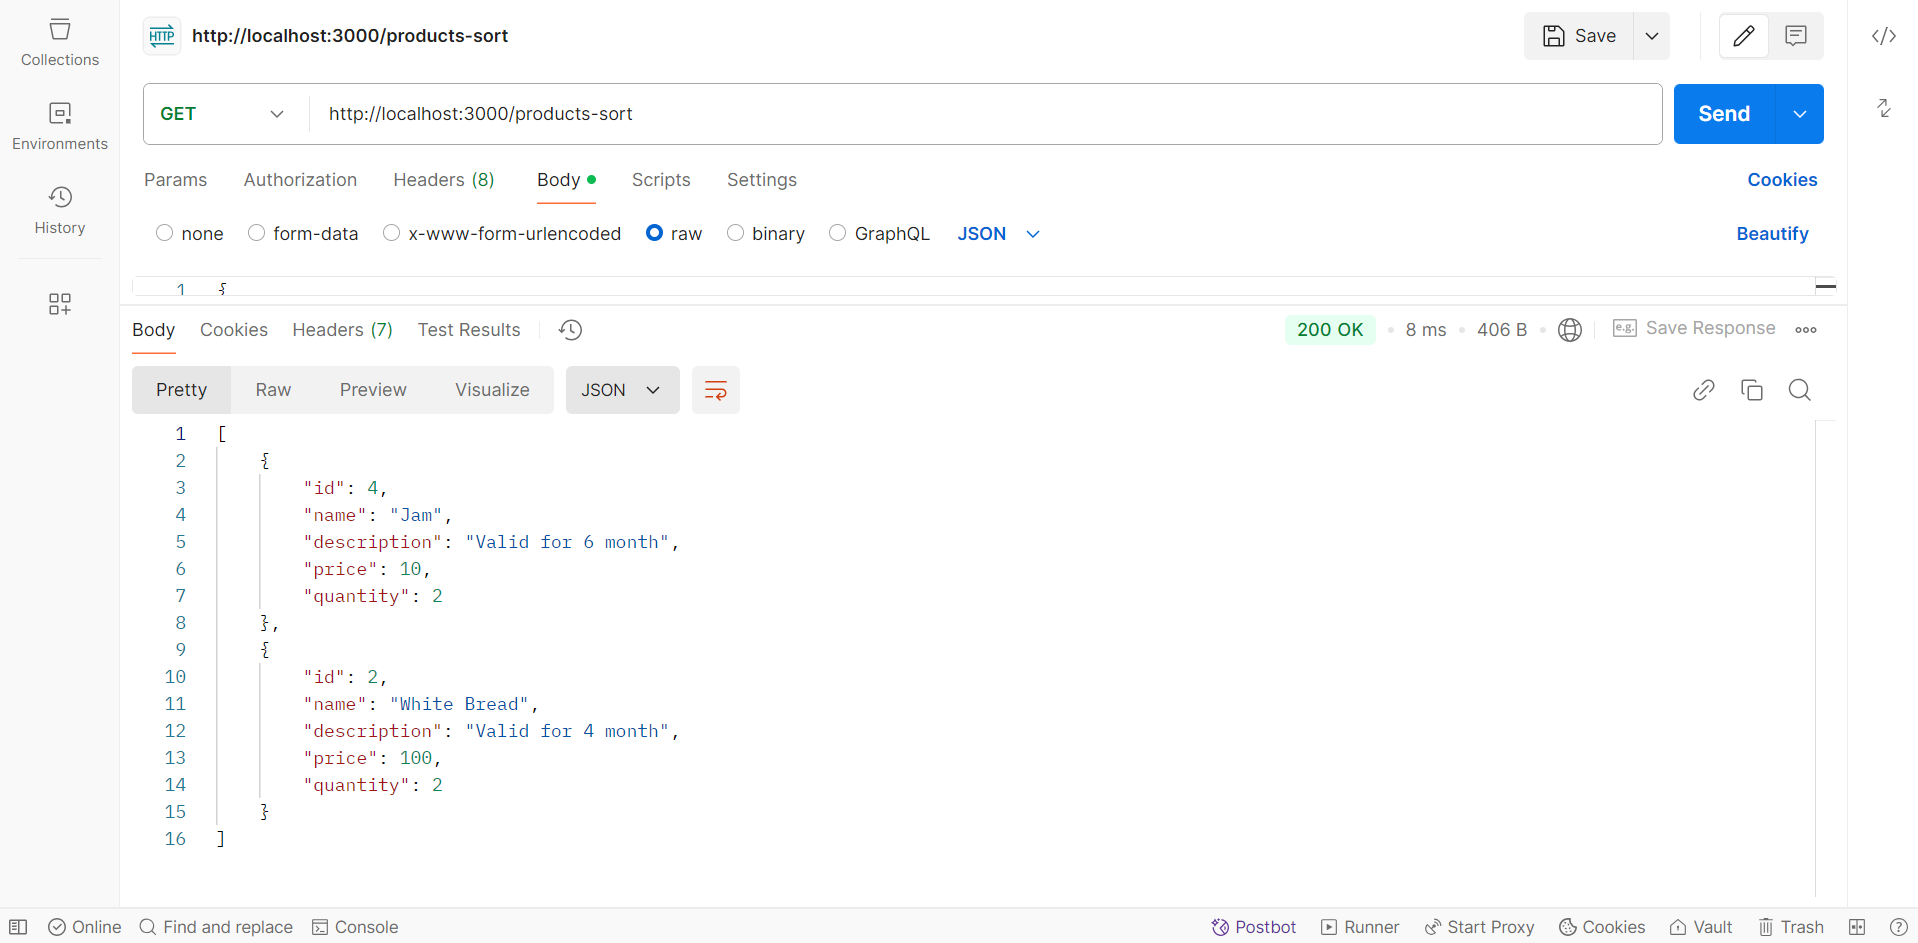 Collections
Environments
History
HTTP http://localhost:3000/products-sort
Save
GET http://localhost:3000/products-sort Send
Params Authorization Headers (8) Body Scripts Settings Cookies
none form-data x-www-form-urlencoded raw binary GraphQL JSON Beautify
1 {
Body Cookies Headers (7) Test Results 200 OK 8 ms 406 B e.g. Save Response
Pretty Raw Preview Visualize JSON
1 [
2 {
3 "id": 4,
4 "name": "Jam",
5 "description": "Valid for 6 month",
6 "price": 10,
7 "quantity": 2
8 },
9 {
10 "id": 2,
11 "name": "White Bread",
12 "description": "Valid for 4 month",
13 "price": 100,
14 "quantity": 2
15 }
16 ]
Online Find and replace Console Postbot Runner Start Proxy Cookies Vault Trash